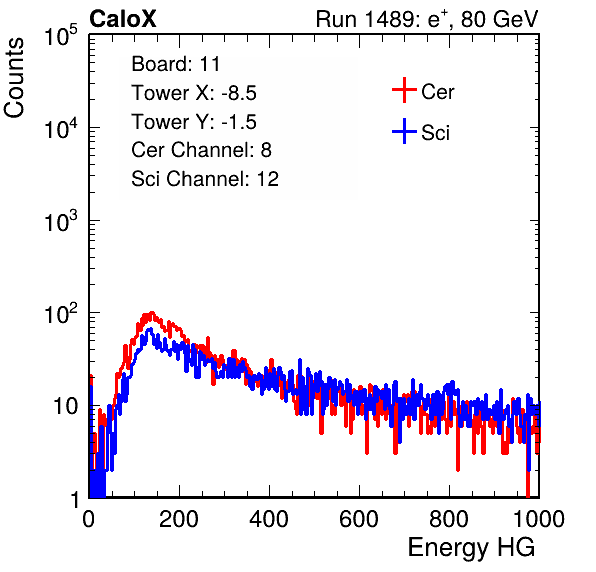 CaloX Run 1489: e⁺, 80 GeV
Counts
10⁵
10⁴
10³
10²
10
1
Board: 11
Tower X: -8.5
Tower Y: -1.5
Cer Channel: 8
Sci Channel: 12
Cer
Sci
0 200 400 600 800 1000
Energy HG